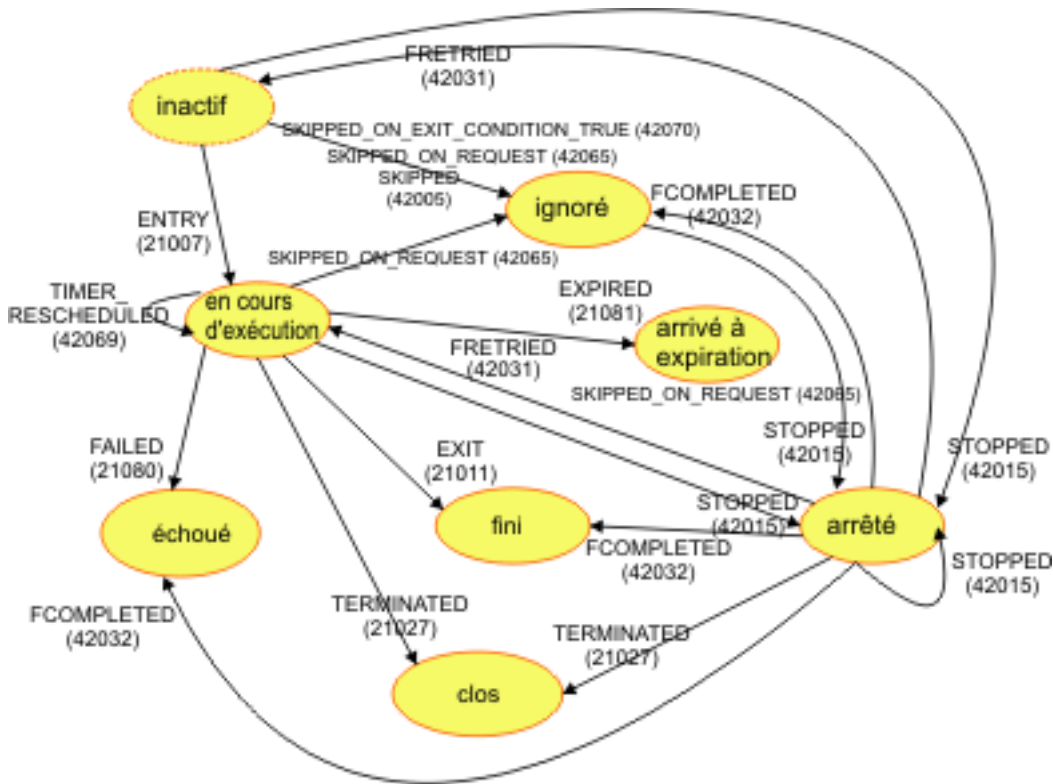 FRETRIED
(42031)
inactif
SKIPPED_ON_EXIT_CONDITION_TRUE (42070)
SKIPPED_ON_REQUEST (42065)
SKIPPED
(42005)
ignoré
FCOMPLETED
(42032)
ENTRY
(21007)
SKIPPED_ON_REQUEST (42065)
TIMER_
RESCHEDULED
(42069)
en cours
d'exécution
EXPIRED
(21081)
arrivé à
expiration
FRETRIED
(42031)
SKIPPED_ON_REQUEST (42065)
STOPPED
(42015)
STOPPED
(42015)
FAILED
(21080)
EXIT
(21011)
échoué
fini
STOPPED
(42015)
arrêté
FCOMPLETED
(42032)
STOPPED
(42015)
FCOMPLETED
(42032)
TERMINATED
(21027)
TERMINATED
(21027)
clos